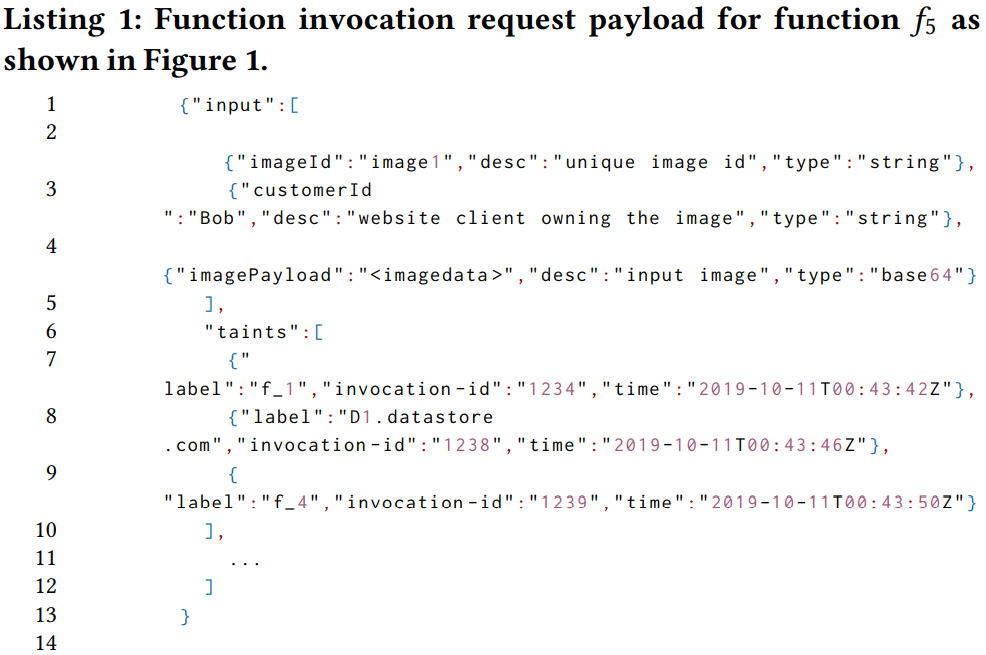 Listing 1: Function invocation request payload for function f5 as
shown in Figure 1.
1 {"input":[
2
{"imageId":"image1","desc":"unique image id","type":"string"},
3 {"customerId
":"Bob","desc":"website client owning the image","type":"string"},
4
{"imagePayload":"<imagedata>","desc":"input image","type":"base64"}
5 ],
6 "taints":[
7 {"
label":"f_1","invocation-id":"1234","time":"2019-10-11T00:43:42Z"},
8 {"label":"D1.datastore
.com","invocation-id":"1238","time":"2019-10-11T00:43:46Z"},
9 {
"label":"f_4","invocation-id":"1239","time":"2019-10-11T00:43:50Z"}
10 ],
11 ...
12 ]
13 }
14